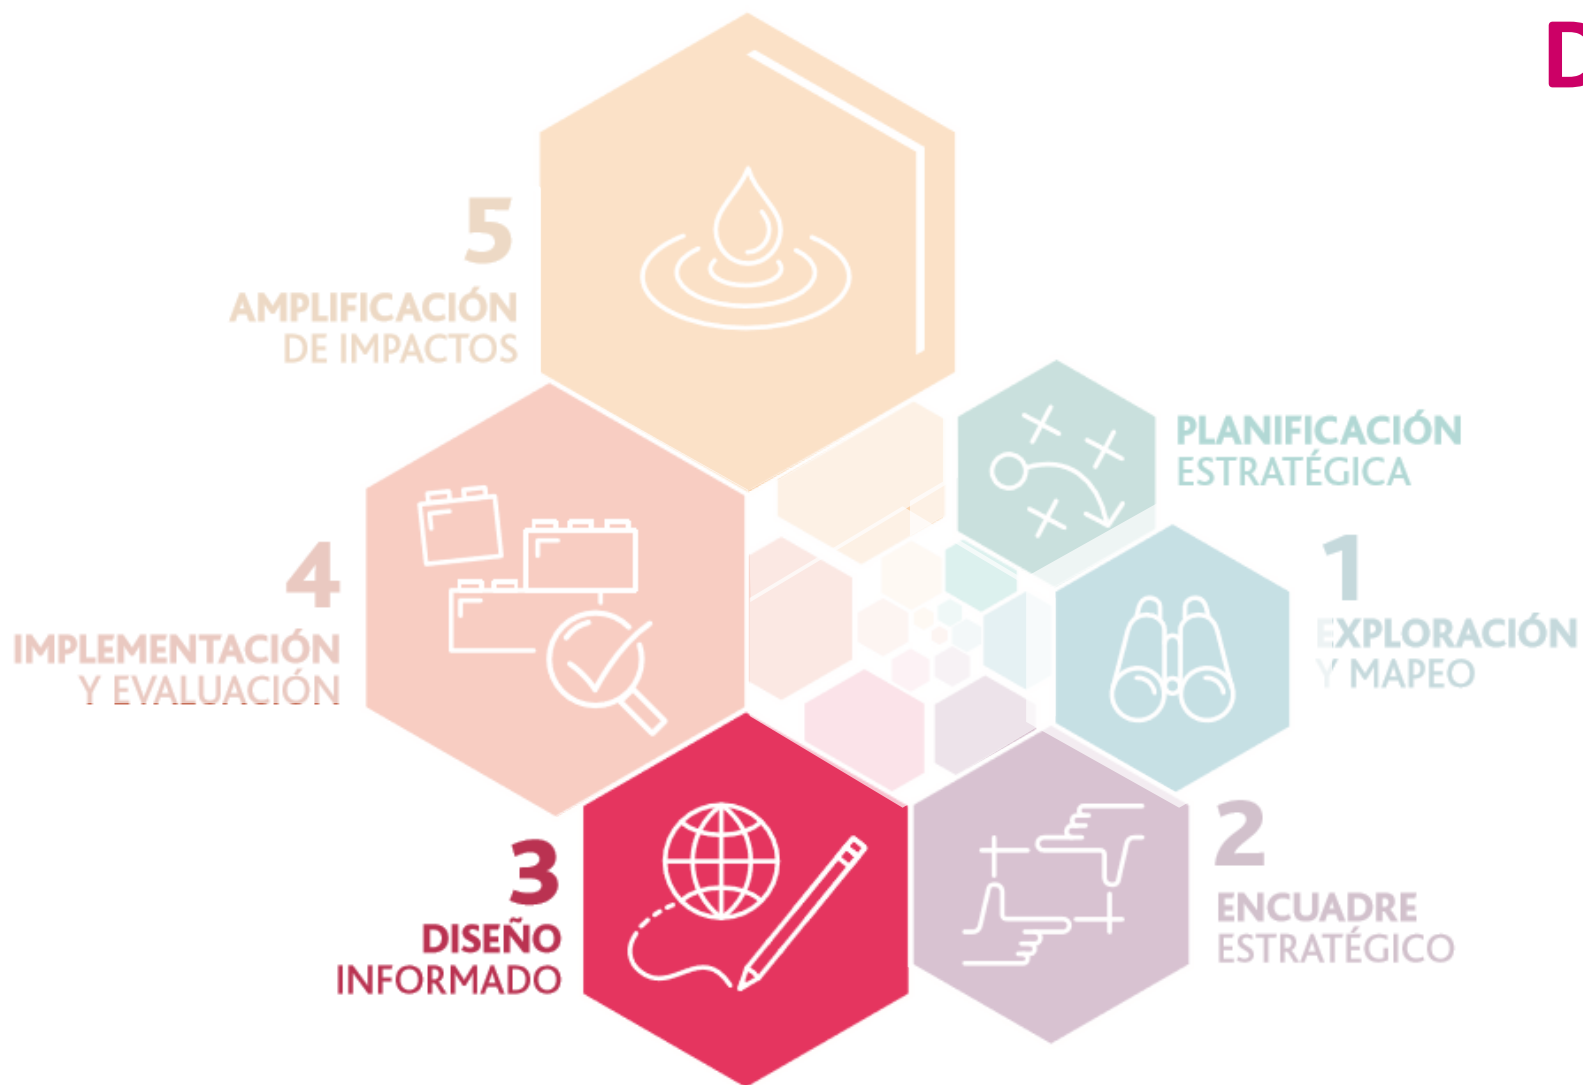 D
5
AMPLIFICACIÓN
DE IMPACTOS
PLANIFICACIÓN
ESTRATÉGICA
1
EXPLORACIÓN
Y MAPEO
4
IMPLEMENTACIÓN
Y EVALUACIÓN
2
ENCUADRE
ESTRATÉGICO
3
DISEÑO
INFORMADO